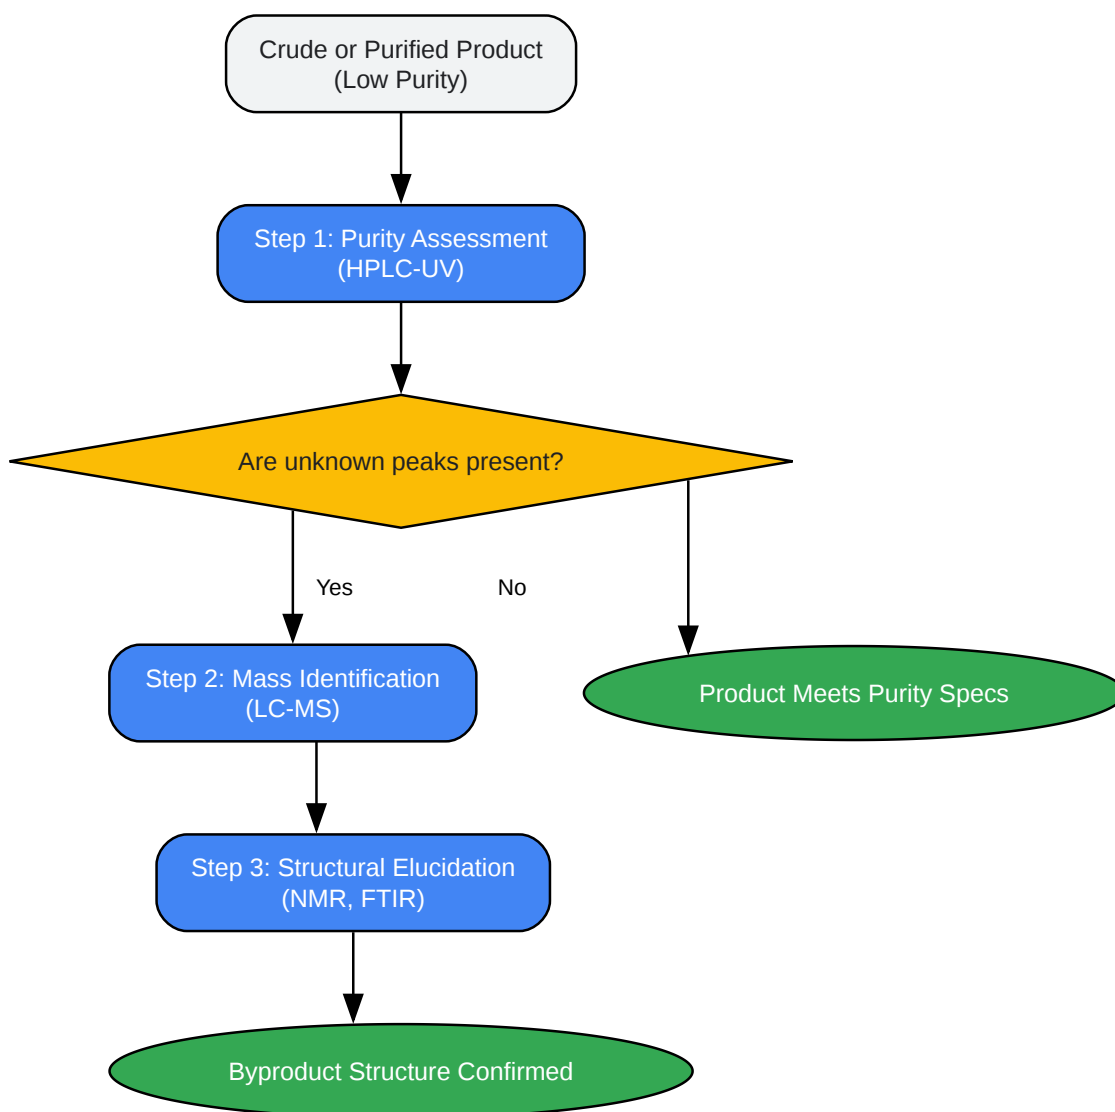 Crude or Purified Product
(Low Purity)
Step 1: Purity Assessment
(HPLC-UV)
Are unknown peaks present?
Yes
No
Step 2: Mass Identification
(LC-MS)
Product Meets Purity Specs
Step 3: Structural Elucidation
(NMR, FTIR)
Byproduct Structure Confirmed